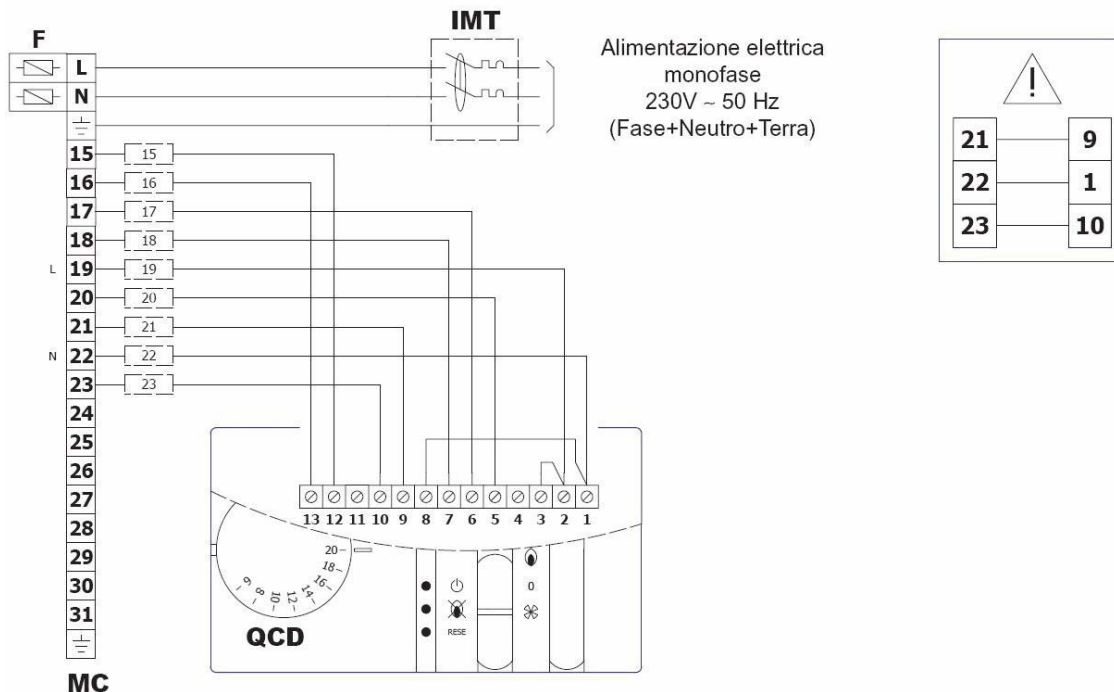 IMT
F
L
N
Alimentazione elettrica
monofase
230V ~ 50 Hz
(Fase+Neutro+Terra)
!
21 9
22 1
23 10
15 15
16 16
17 17
18 18
L 19 19
20 20
21 21
N 22 22
23 23
24
25
26
27
28
29
30
31
MC
13 12 11 10 9 8 7 6 5 4 3 2 1
20
18
16
14
12
10
8
6
0
RESE
QCD